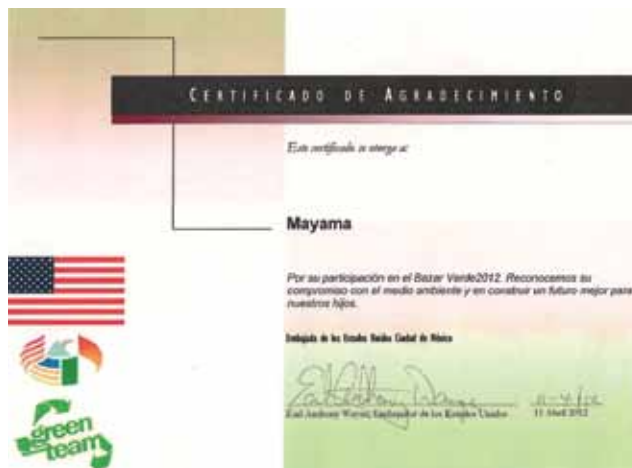 CERTIFICADO DE AGRADECIMIENTO
Este certificado se otorga a:
Mayama
Por su participación en el Bazar Verde2012. Reconocemos su
compromiso con el medio ambiente y en construir un futuro mejor para
nuestros hijos.
Embajada de los Estados Unidos Ciudad de México
Earl Anthony Wayne, Embajador de los Estados Unidos
11 Abril 2012
green
team